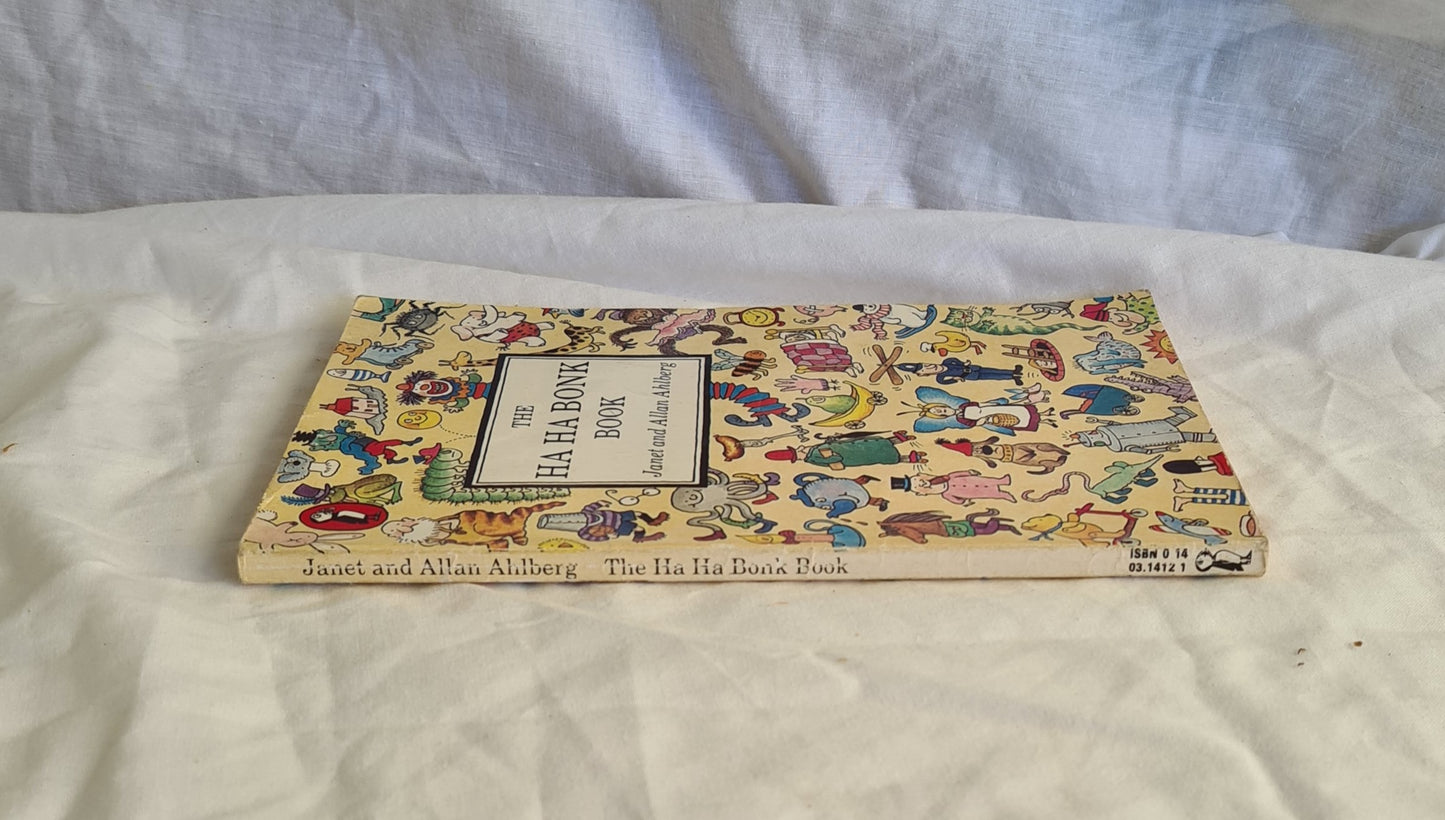 THE
HA HA BONK
BOOK
Janet and Allan Ahlberg
Janet and Allan Ahlberg The Ha Ha Bonk Book
ISBN 0 14
03.1412 1